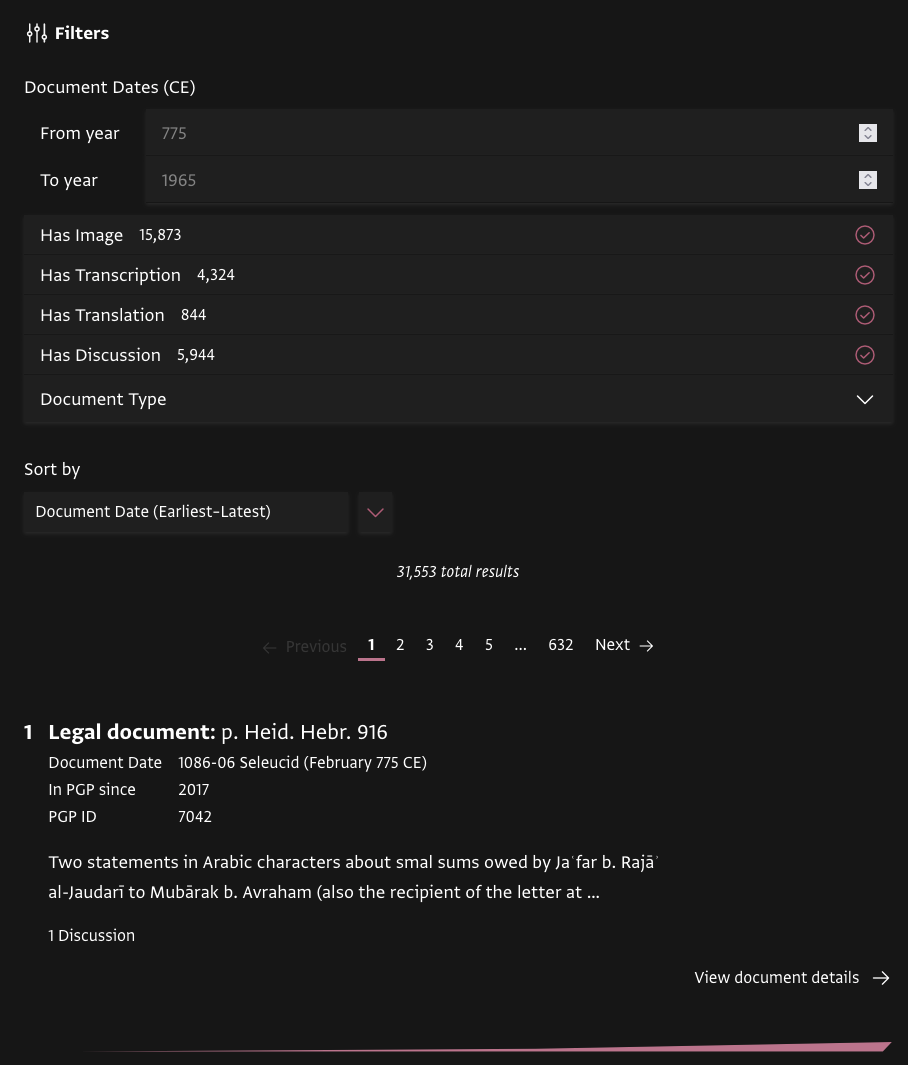 Filters
Document Dates (CE)
From year 775
To year 1965
Has Image 15,873
Has Transcription 4,324
Has Translation 844
Has Discussion 5,944
Document Type
Sort by
Document Date (Earliest–Latest)
31,553 total results
← Previous 1 2 3 4 5 ... 632 Next →
1 Legal document: p. Heid. Hebr. 916
Document Date 1086-06 Seleucid (February 775 CE)
In PGP since 2017
PGP ID 7042
Two statements in Arabic characters about smal sums owed by Jaʿfar b. Rajāʾ
al-Jaudarī to Mubārak b. Avraham (also the recipient of the letter at ...
1 Discussion
View document details →